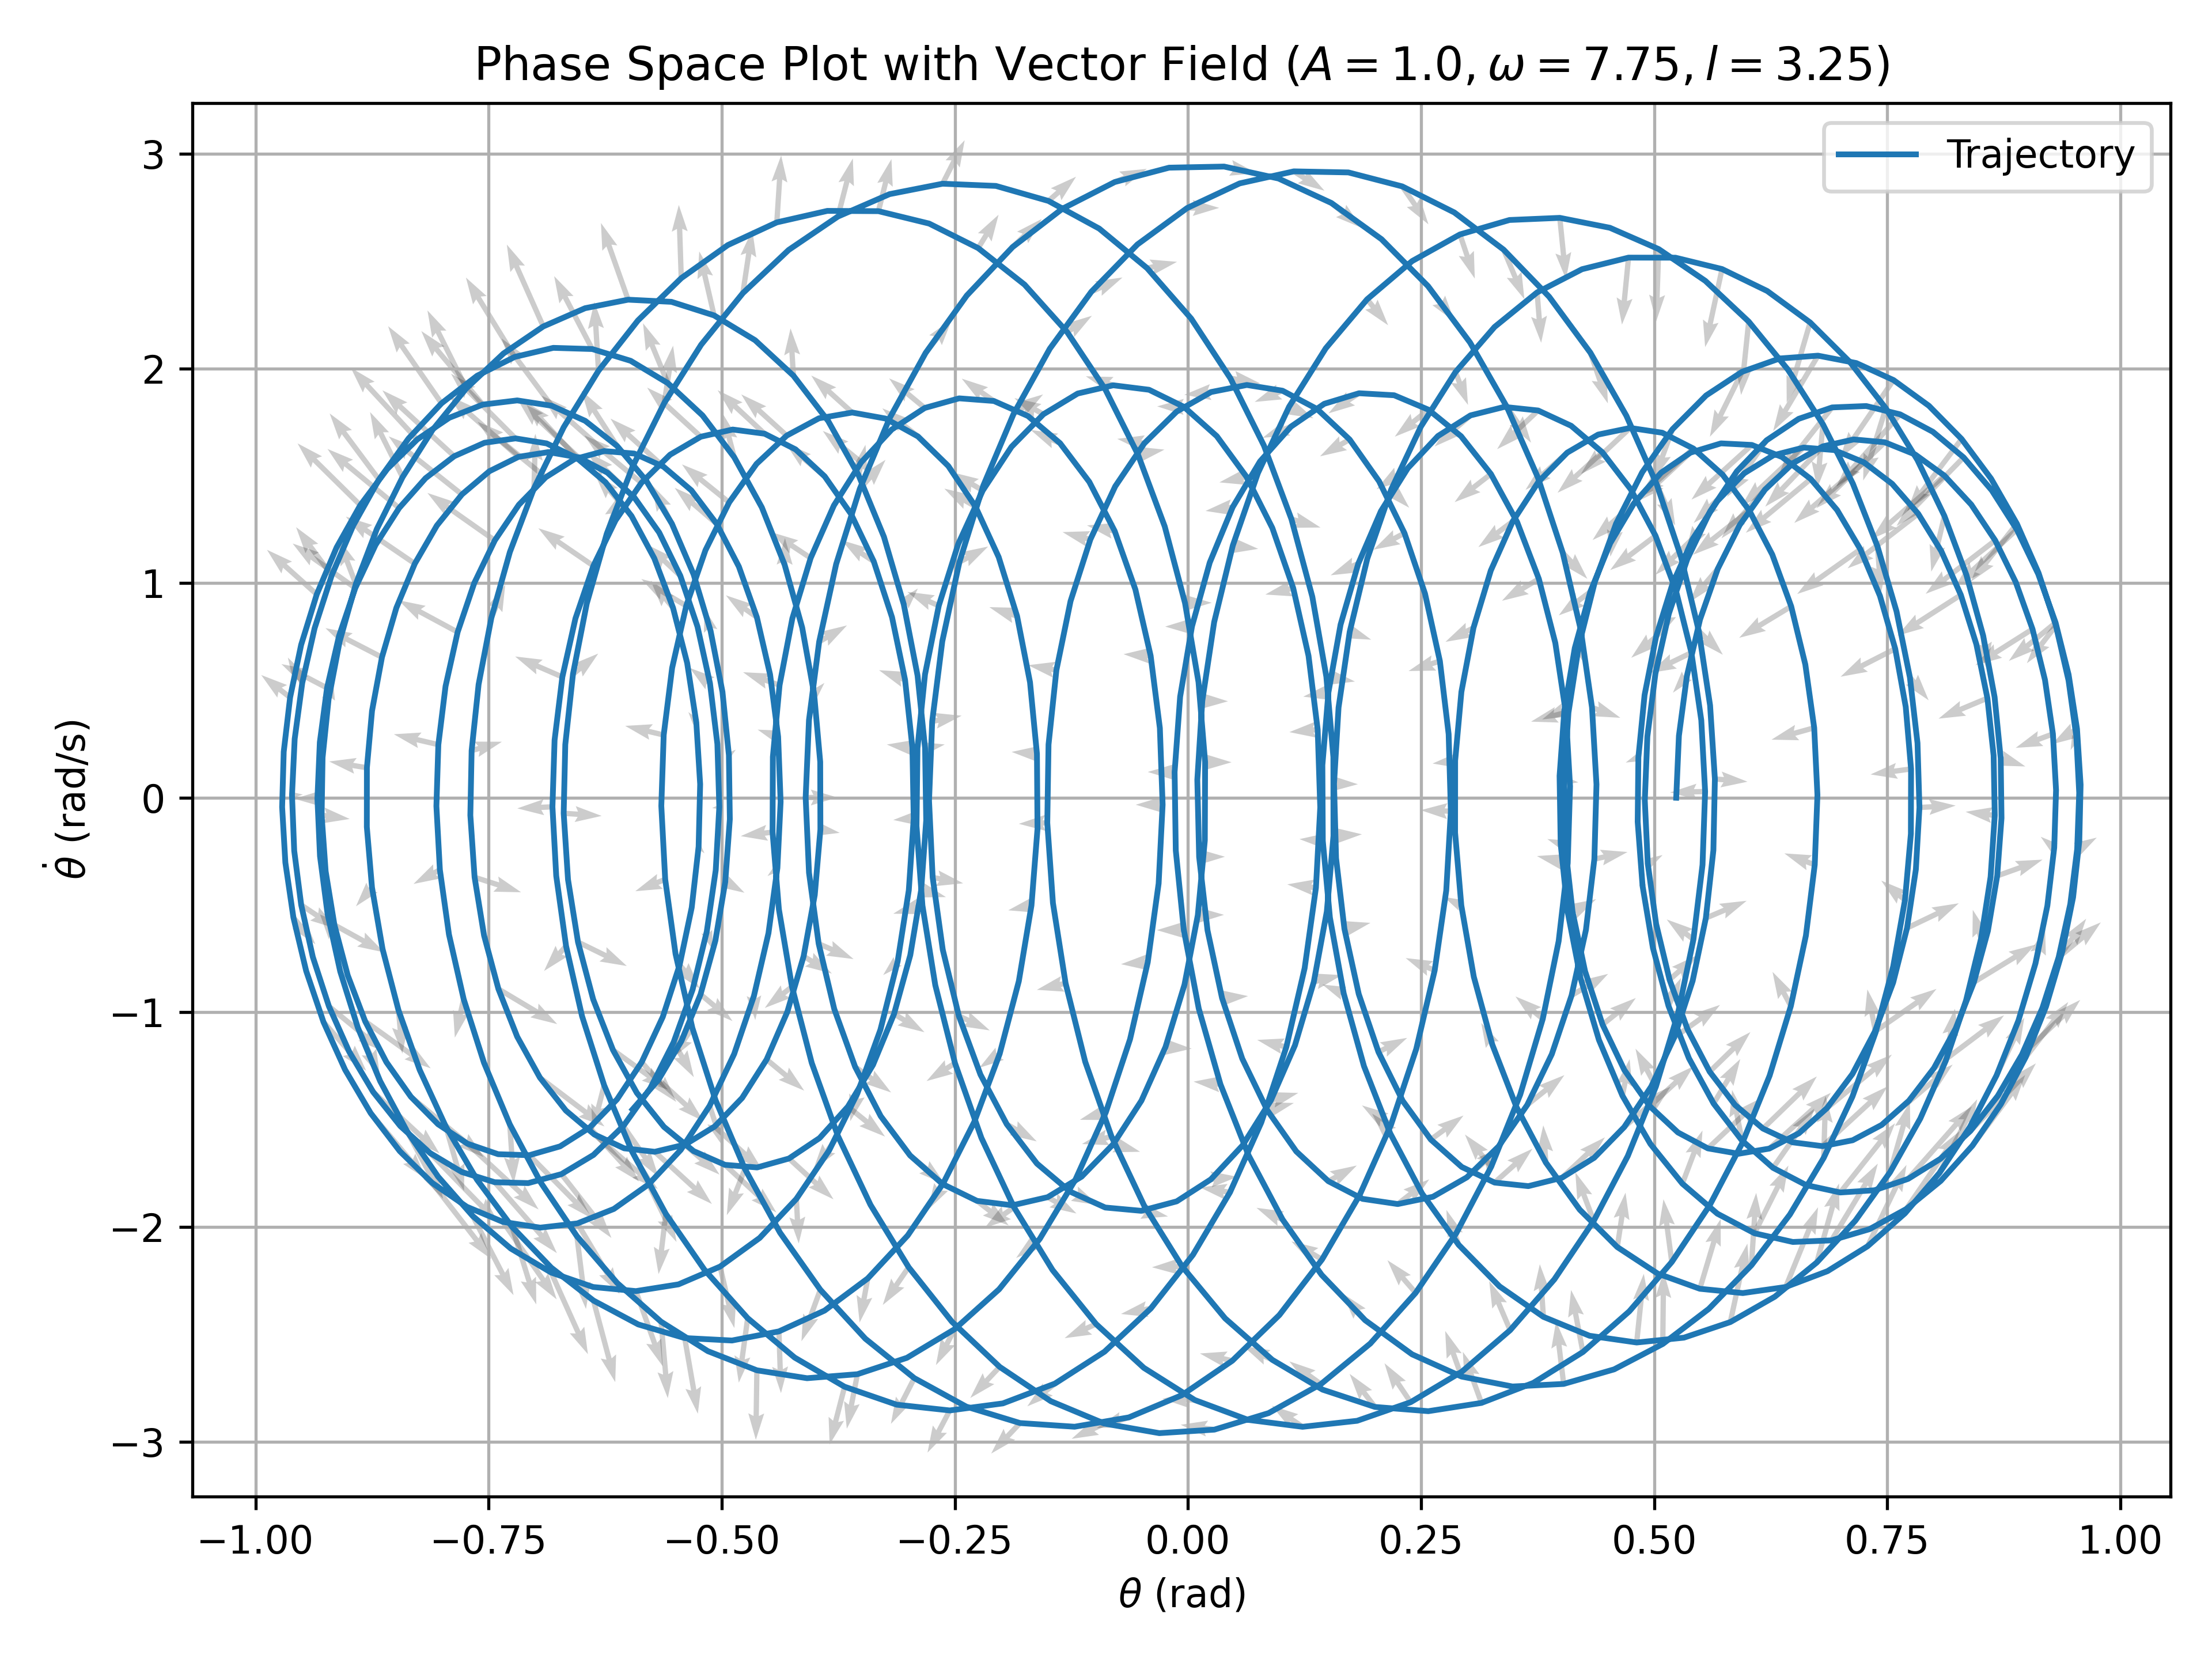 Phase Space Plot with Vector Field (A = 1.0, ω = 7.75, l = 3.25)
Trajectory
3
2
1
0
−1
−2
−3
θ̇ (rad/s)
−1.00 −0.75 −0.50 −0.25 0.00 0.25 0.50 0.75 1.00
θ (rad)